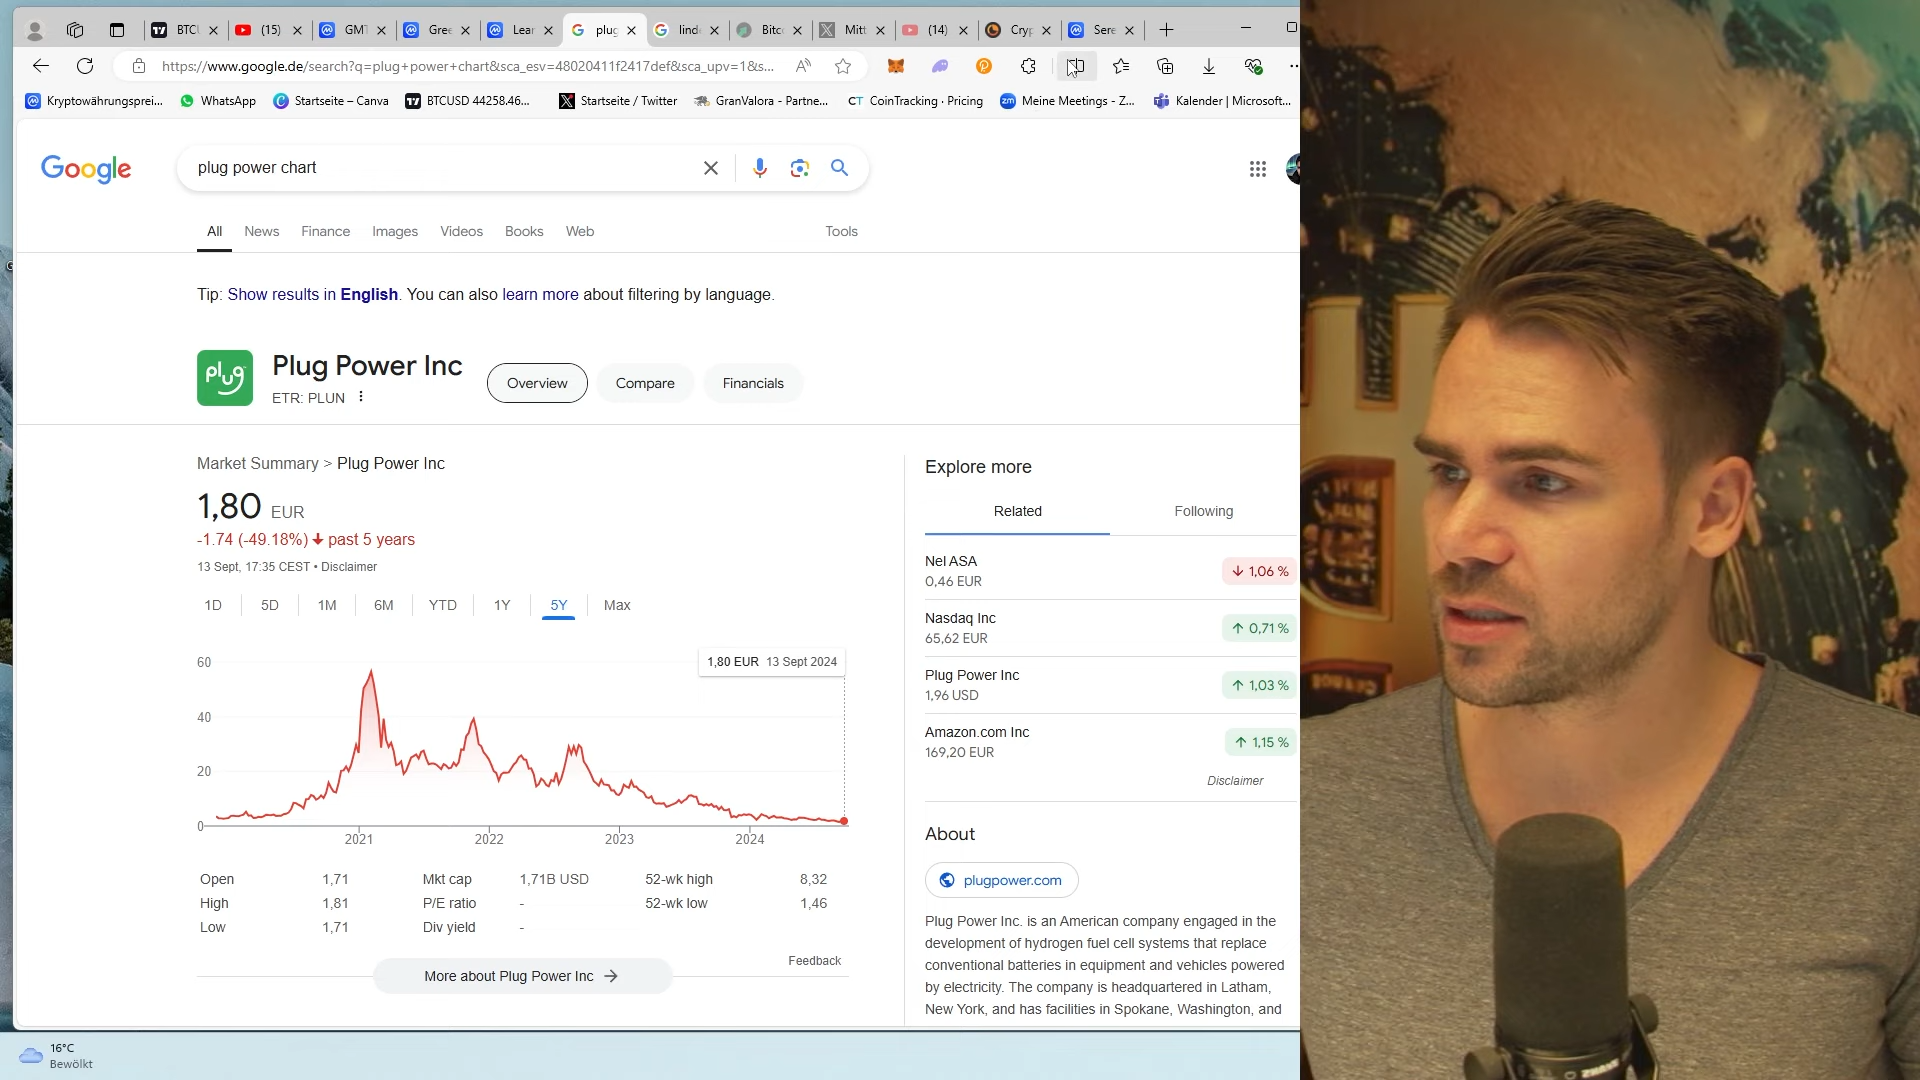 BTCU
(15)
GMT
Gree
Lear
plug
linde
Bitcc
Mitt
(14)
Cryp
Sere
https://www.google.de/search?q=plug+power+chart&sca_esv=48020411f2417def&sca_upv=1&s...
Kryptowährungsprei...
WhatsApp
Startseite – Canva
BTCUSD 44258.46...
Startseite / Twitter
GranValora - Partne...
CT CoinTracking · Pricing
zm Meine Meetings - Z...
Kalender | Microsoft...
Google
plug power chart
All
News
Finance
Images
Videos
Books
Web
Tools
Tip: Show results in English. You can also learn more about filtering by language.
plug
Plug Power Inc
ETR: PLUN
Overview
Compare
Financials
Market Summary > Plug Power Inc
1,80 EUR
-1.74 (-49.18%) ↓ past 5 years
13 Sept, 17:35 CEST • Disclaimer
1D
5D
1M
6M
YTD
1Y
5Y
Max
1,80 EUR 13 Sept 2024
60
40
20
0
2021
2022
2023
2024
Open 1,71
High 1,81
Low 1,71
Mkt cap 1,71B USD
P/E ratio -
Div yield -
52-wk high 8,32
52-wk low 1,46
Feedback
More about Plug Power Inc →
Explore more
Related
Following
Nel ASA
0,46 EUR
↓ 1,06 %
Nasdaq Inc
65,62 EUR
↑ 0,71 %
Plug Power Inc
1,96 USD
↑ 1,03 %
Amazon.com Inc
169,20 EUR
↑ 1,15 %
Disclaimer
About
plugpower.com
Plug Power Inc. is an American company engaged in the
development of hydrogen fuel cell systems that replace
conventional batteries in equipment and vehicles powered
by electricity. The company is headquartered in Latham,
New York, and has facilities in Spokane, Washington, and
16°C
Bewölkt